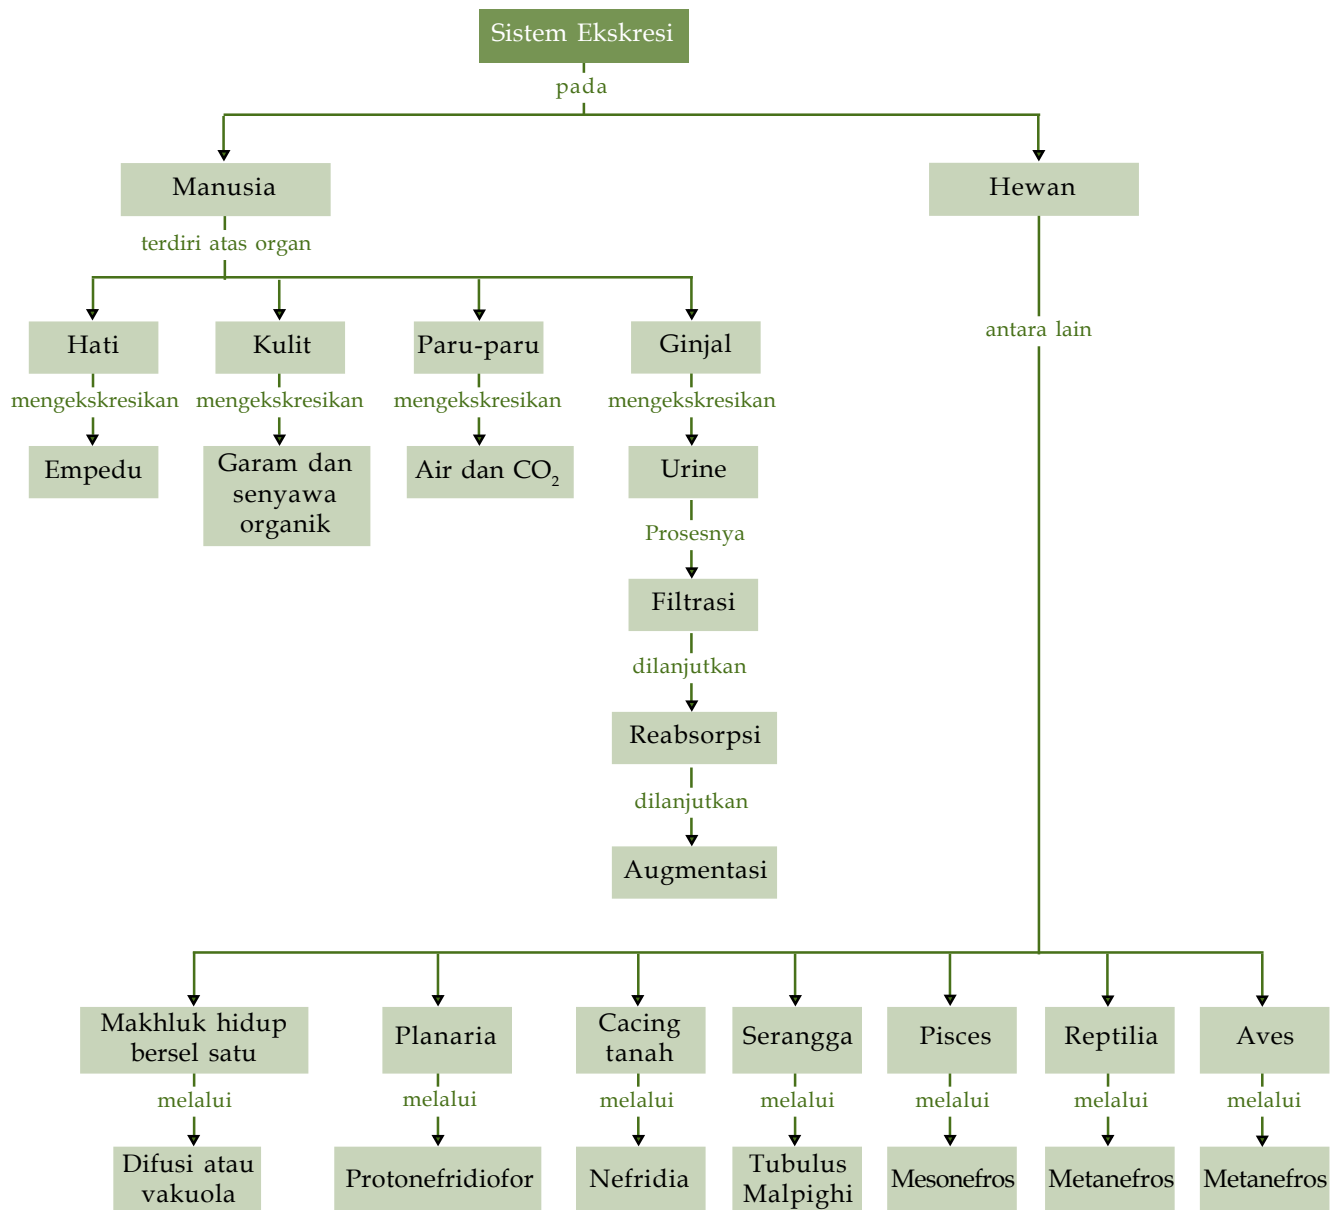 Sistem Ekskresi
pada
Manusia
Hewan
terdiri atas organ
antara lain
Hati
Kulit
Paru-paru
Ginjal
mengekskresikan
mengekskresikan
mengekskresikan
mengekskresikan
Empedu
Garam dan
senyawa
organik
Air dan CO₂
Urine
Prosesnya
Filtrasi
dilanjutkan
Reabsorpsi
dilanjutkan
Augmentasi
Makhluk hidup
bersel satu
Planaria
Cacing
tanah
Serangga
Pisces
Reptilia
Aves
melalui
melalui
melalui
melalui
melalui
melalui
melalui
Difusi atau
vakuola
Protonefridiofor
Nefridia
Tubulus
Malpighi
Mesonefros
Metanefros
Metanefros